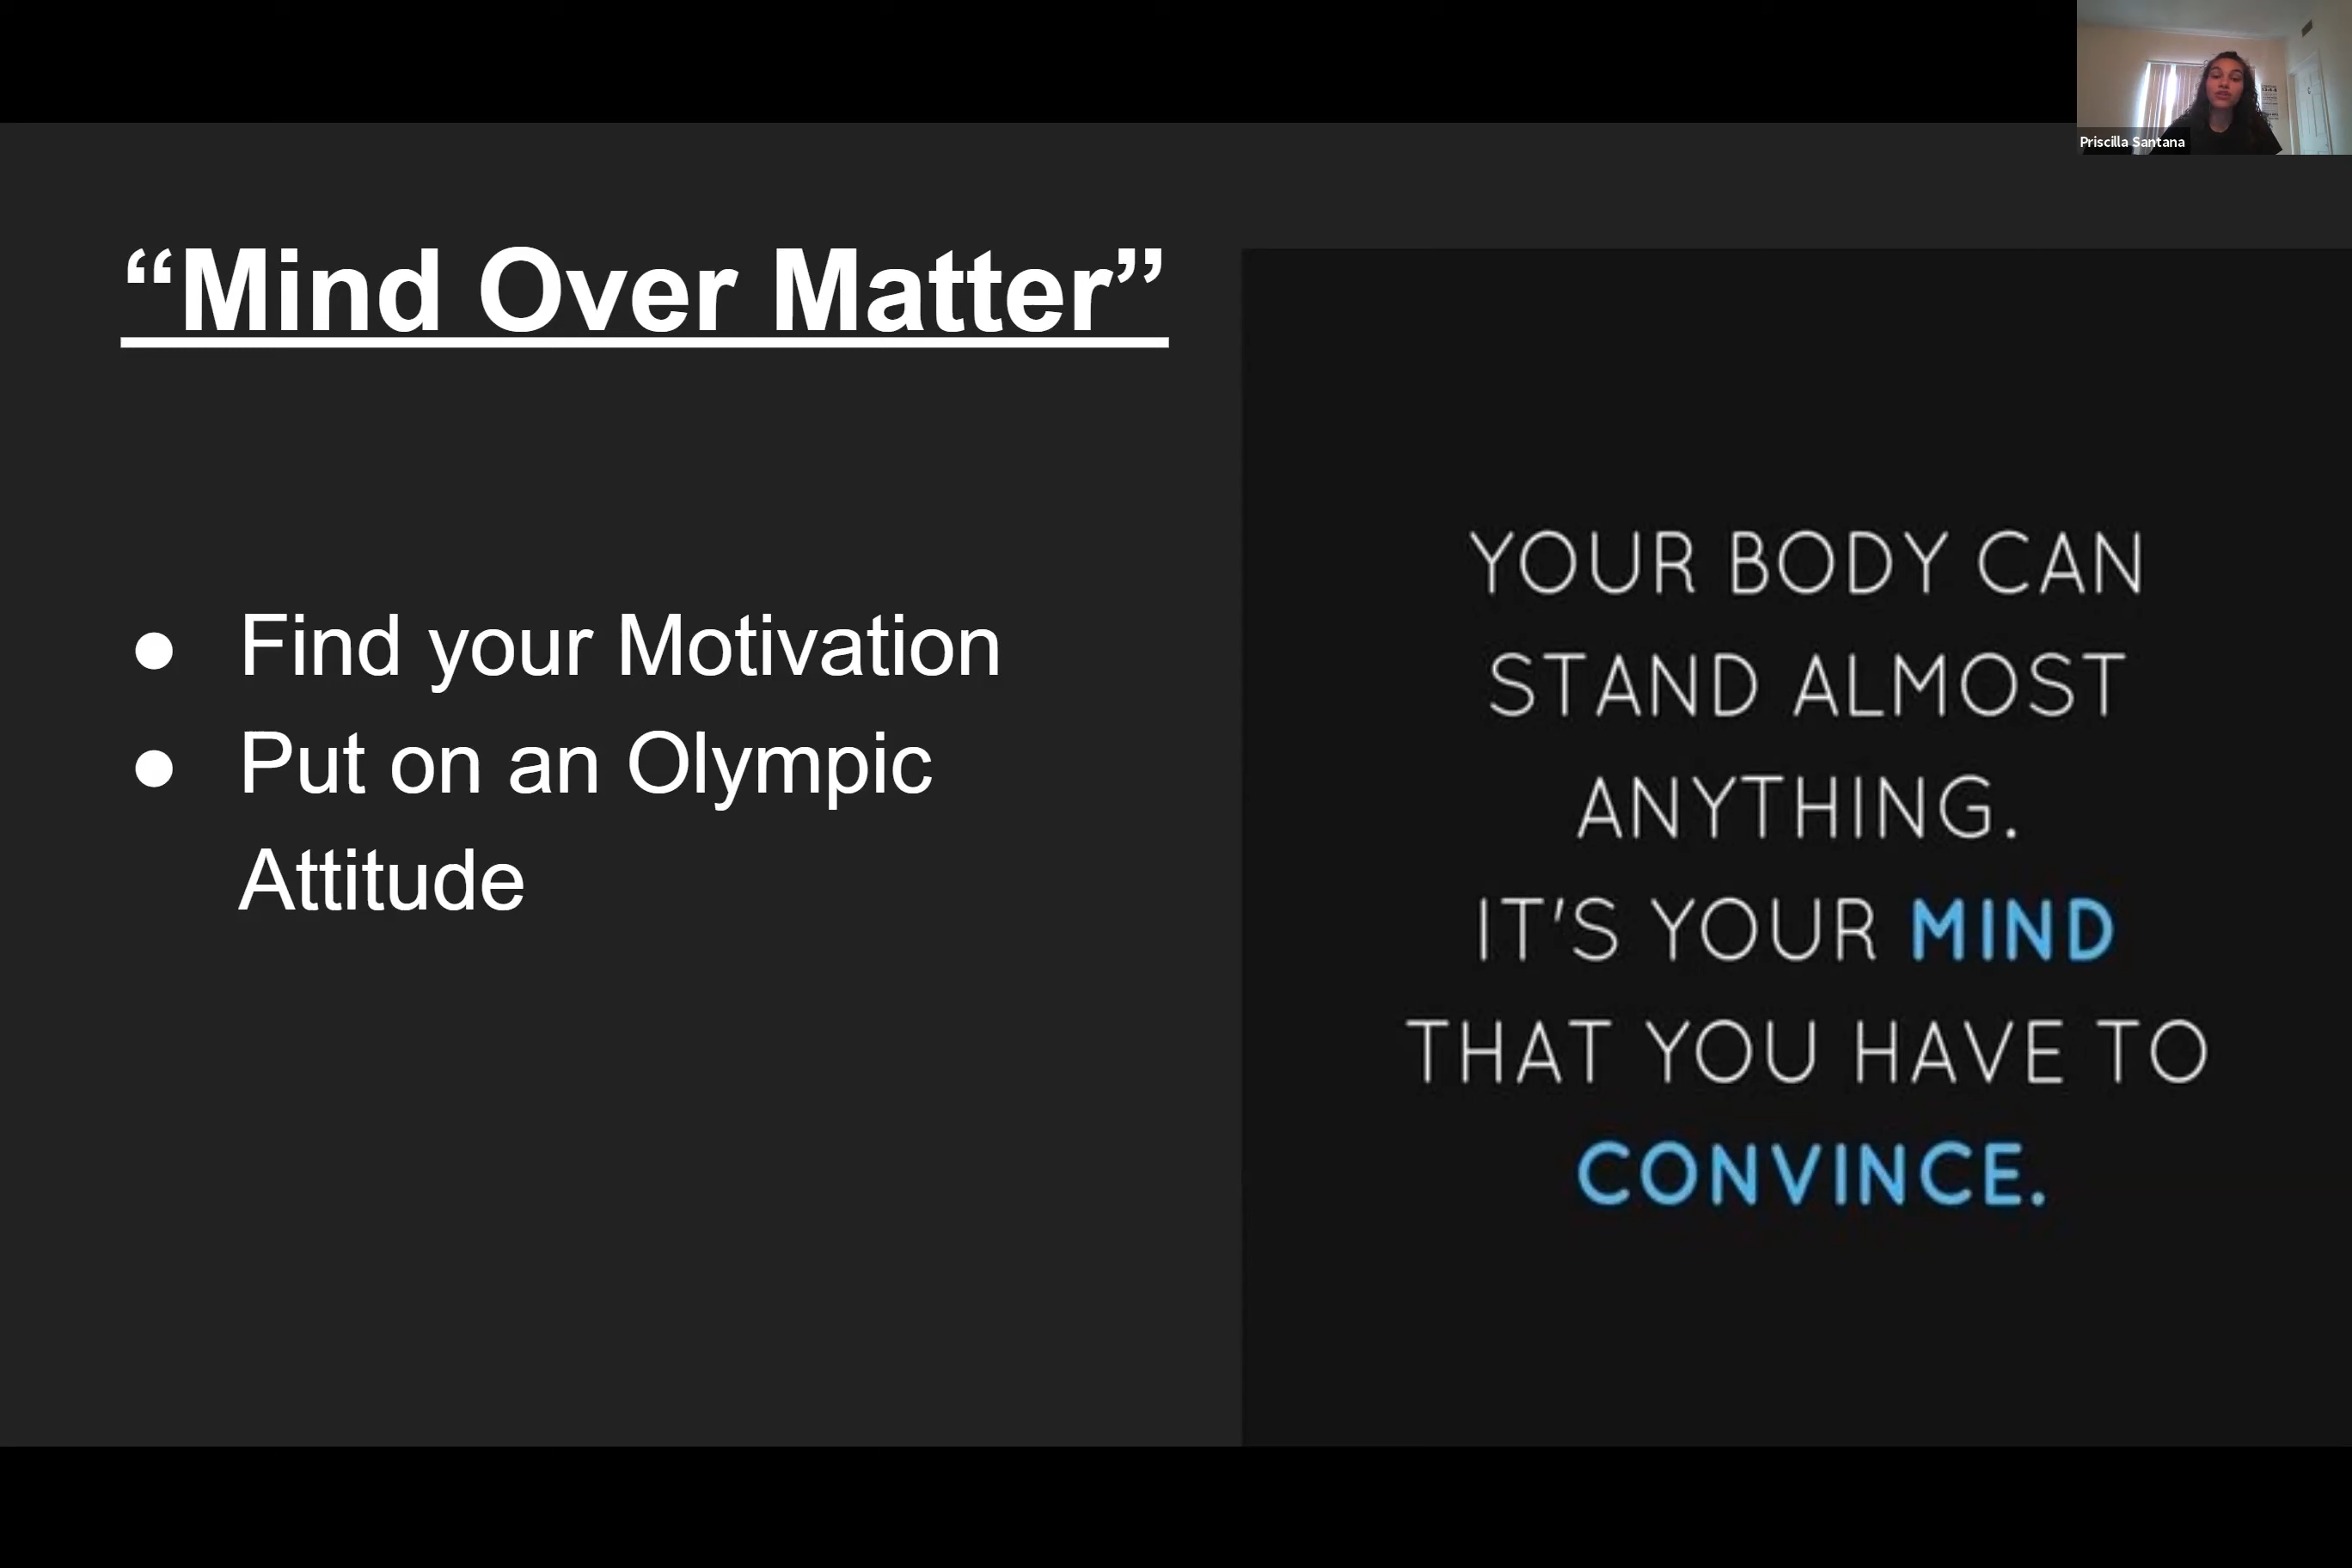 Priscilla Santana
“Mind Over Matter”
● Find your Motivation
● Put on an Olympic
Attitude
YOUR BODY CAN
STAND ALMOST
ANYTHING.
IT'S YOUR MIND
THAT YOU HAVE TO
CONVINCE.